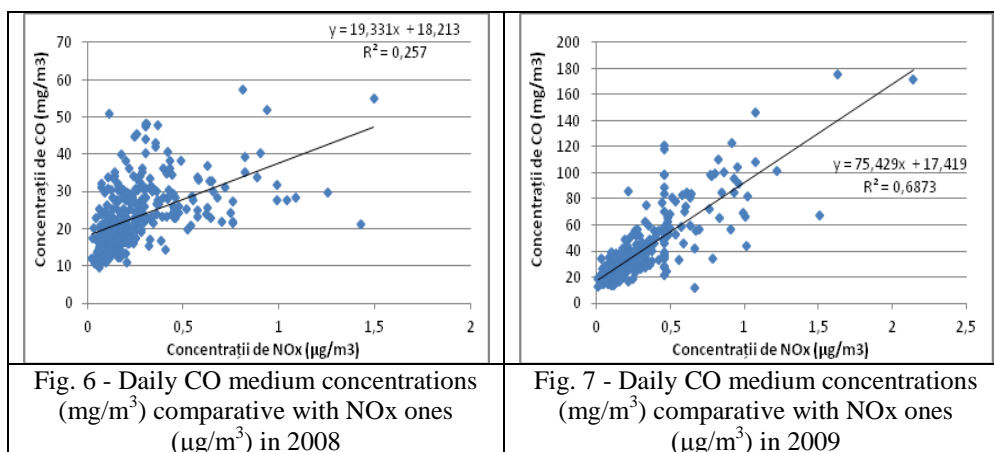 y = 19,331x + 18,213
R² = 0,257
Concentrații de CO (mg/m3)
70
60
50
40
30
20
10
0
0
0,5
1
1,5
2
Concentrații de NOx (µg/m3)
Fig. 6 - Daily CO medium concentrations
(mg/m³) comparative with NOx ones
(µg/m³) in 2008
Concentrații de CO (mg/m3)
200
180
160
140
120
100
80
60
40
20
0
y = 75,429x + 17,419
R² = 0,6873
0
0,5
1
1,5
2
2,5
Concentrații de NOx (µg/m3)
Fig. 7 - Daily CO medium concentrations
(mg/m³) comparative with NOx ones
(µg/m³) in 2009